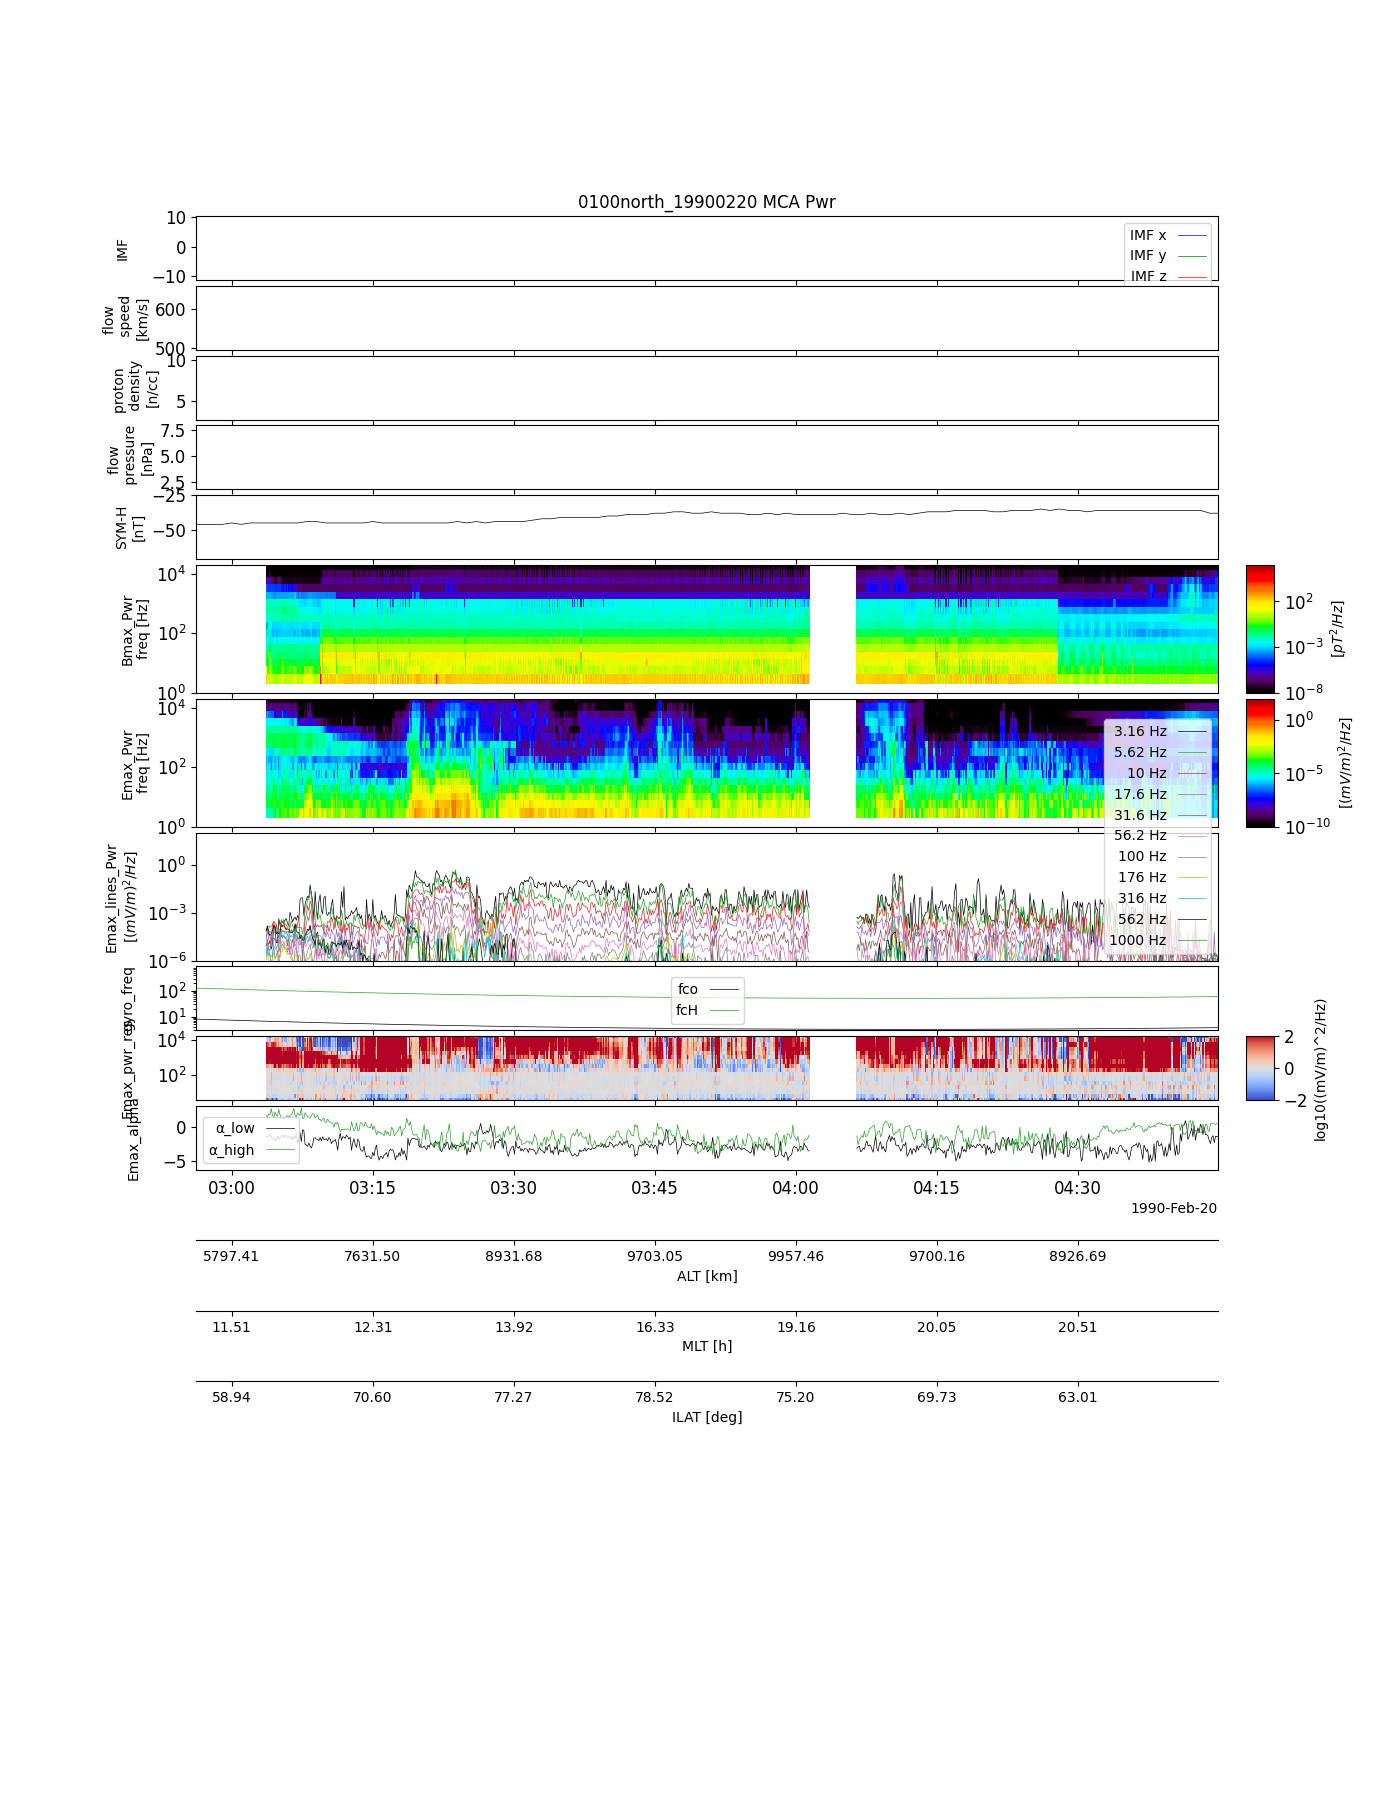 0100north_19900220 MCA Pwr
IMF
10
0
−10
IMF x
IMF y
IMF z
flow
speed
[km/s]
600
500
proton
density
[n/cc]
10
5
flow
pressure
[nPa]
7.5
5.0
2.5
SYM-H
[nT]
−25
−50
Bmax_Pwr
freq [Hz]
10^4
10^2
10^0
10^2
10^−3
10^−8
[pT^2/Hz]
Emax_Pwr
freq [Hz]
10^4
10^2
10^0
10^0
10^−5
10^−10
[(mV/m)^2/Hz]
3.16 Hz
5.62 Hz
10 Hz
17.6 Hz
31.6 Hz
56.2 Hz
100 Hz
176 Hz
316 Hz
562 Hz
1000 Hz
Emax_lines_Pwr
[(mV/m)^2/Hz]
10^0
10^−3
10^−6
gyro_freq
10^2
10^1
fco
fcH
Emax_pwr_res
10^4
10^2
2
0
−2
log10((mV/m)^2/Hz)
Emax_alpha
0
−5
α_low
α_high
03:00 03:15 03:30 03:45 04:00 04:15 04:30
1990-Feb-20
5797.41 7631.50 8931.68 9703.05 9957.46 9700.16 8926.69
ALT [km]
11.51 12.31 13.92 16.33 19.16 20.05 20.51
MLT [h]
58.94 70.60 77.27 78.52 75.20 69.73 63.01
ILAT [deg]